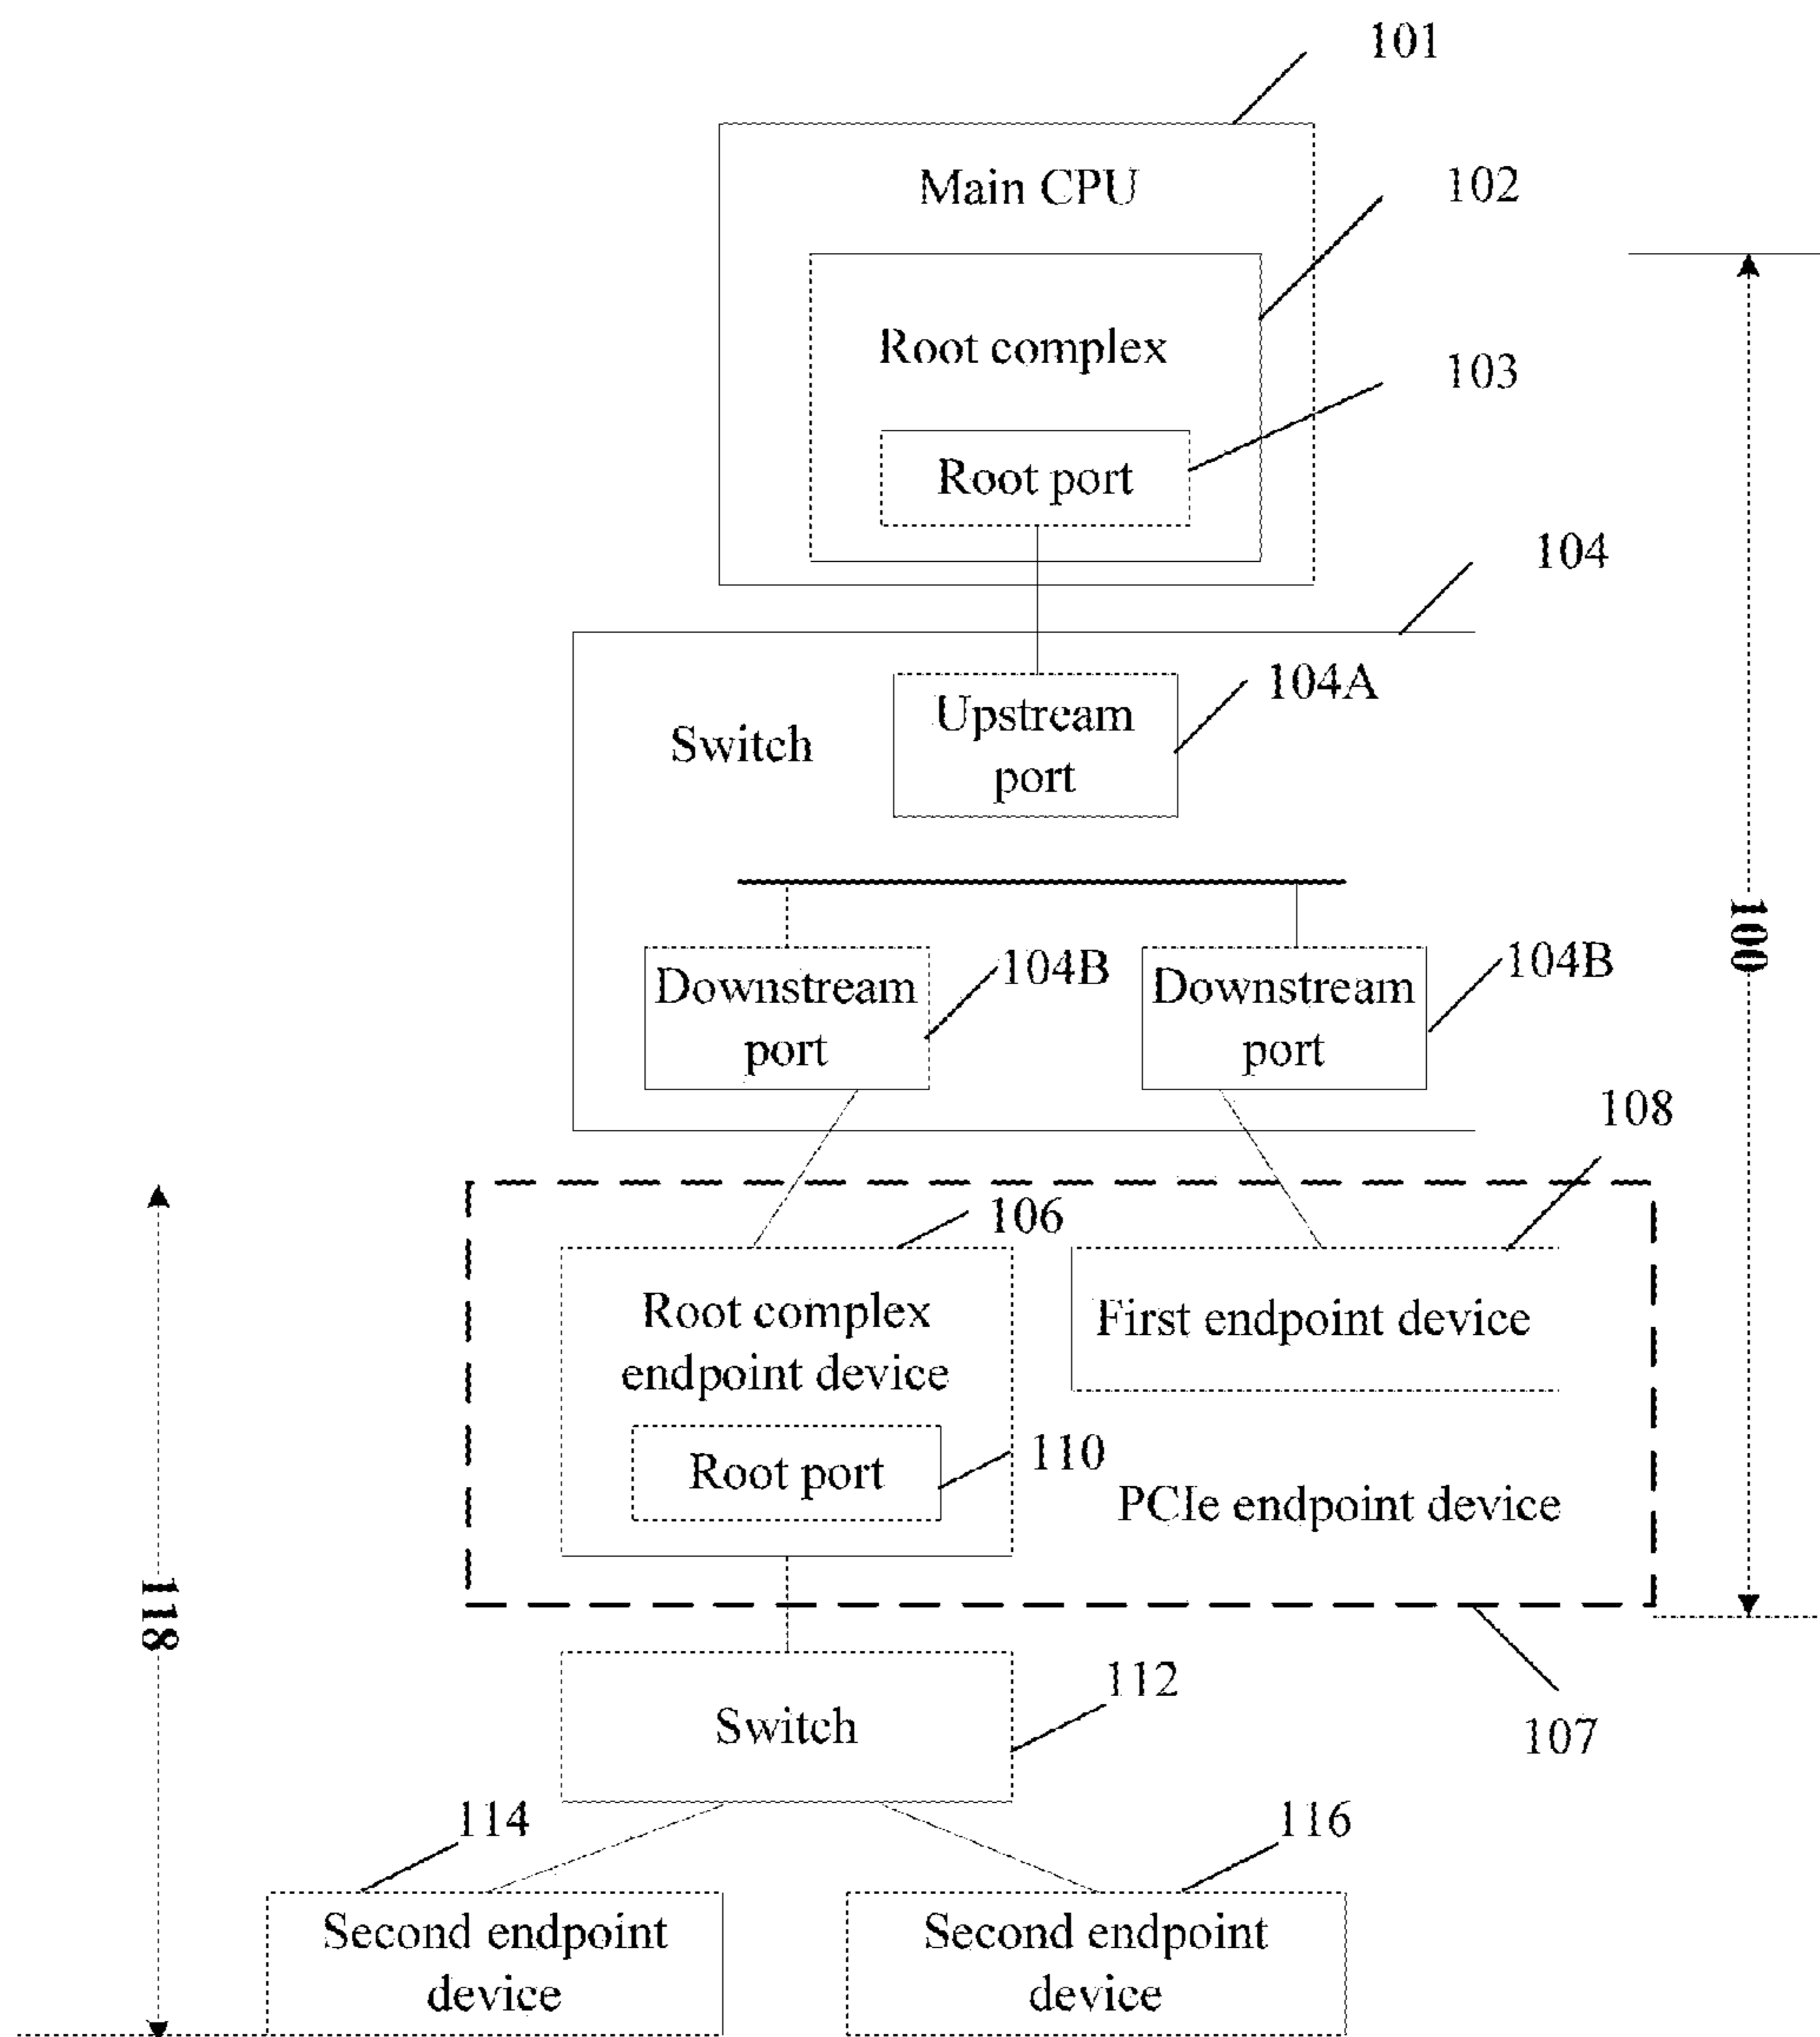 101
Main CPU
102
Root complex
103
Root port
104
104A
Upstream
port
Switch
100
104B
104B
Downstream
port
Downstream
port
108
106
Root complex
endpoint device
First endpoint device
110
Root port
PCIe endpoint device
118
112
Switch
107
114
116
Second endpoint
device
Second endpoint
device